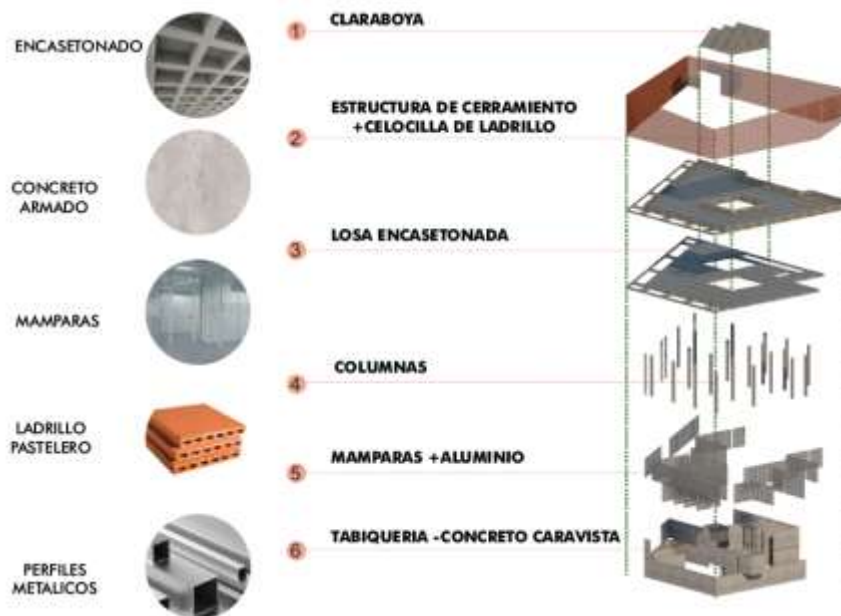 ENCASETONADO
CONCRETO
ARMADO
MAMPARAS
LADRILLO
PASTELERO
PERFILES
METALICOS
1
CLARABOYA
2
ESTRUCTURA DE CERRAMIENTO
+CELOCILLA DE LADRILLO
3
LOSA ENCASETONADA
4
COLUMNAS
5
MAMPARAS +ALUMINIO
6
TABIQUERIA -CONCRETO CARAVISTA